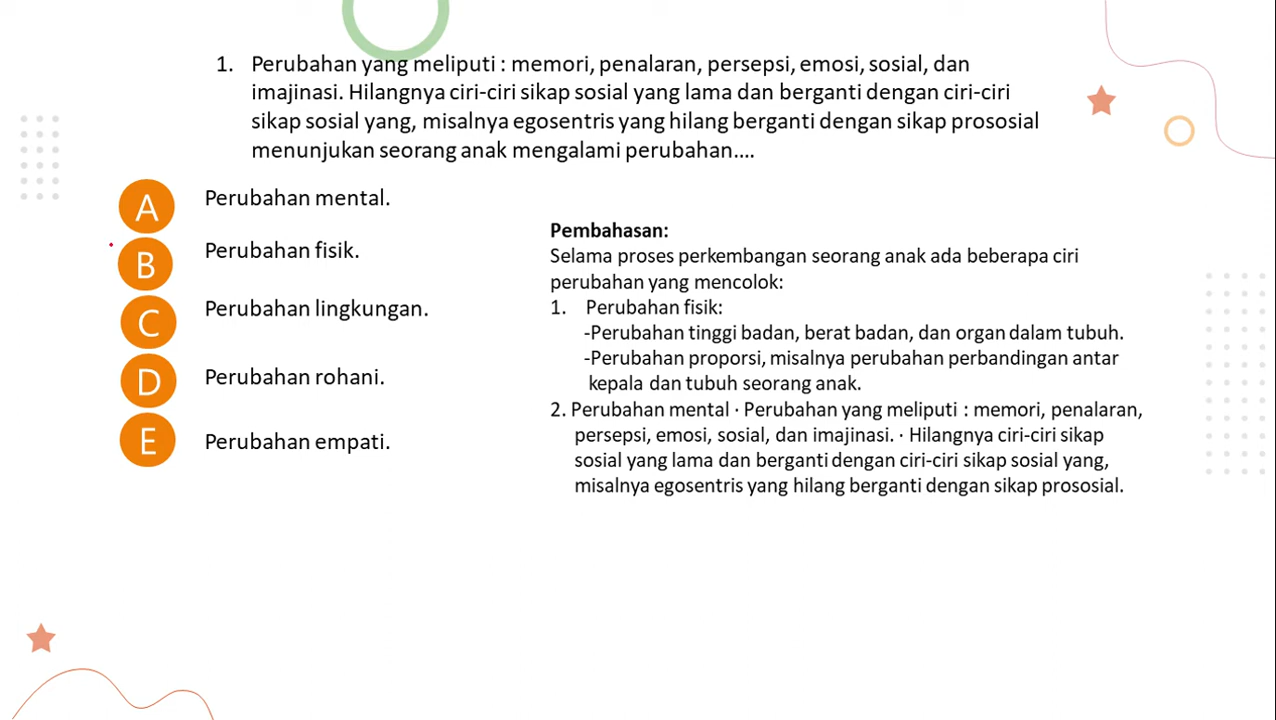 1. Perubahan yang meliputi : memori, penalaran, persepsi, emosi, sosial, dan
imajinasi. Hilangnya ciri-ciri sikap sosial yang lama dan berganti dengan ciri-ciri
sikap sosial yang, misalnya egosentris yang hilang berganti dengan sikap prososial
menunjukan seorang anak mengalami perubahan....
A Perubahan mental.
B Perubahan fisik.
C Perubahan lingkungan.
D Perubahan rohani.
E Perubahan empati.
Pembahasan:
Selama proses perkembangan seorang anak ada beberapa ciri
perubahan yang mencolok:
1. Perubahan fisik:
-Perubahan tinggi badan, berat badan, dan organ dalam tubuh.
-Perubahan proporsi, misalnya perubahan perbandingan antar
kepala dan tubuh seorang anak.
2. Perubahan mental · Perubahan yang meliputi : memori, penalaran,
persepsi, emosi, sosial, dan imajinasi. · Hilangnya ciri-ciri sikap
sosial yang lama dan berganti dengan ciri-ciri sikap sosial yang,
misalnya egosentris yang hilang berganti dengan sikap prososial.